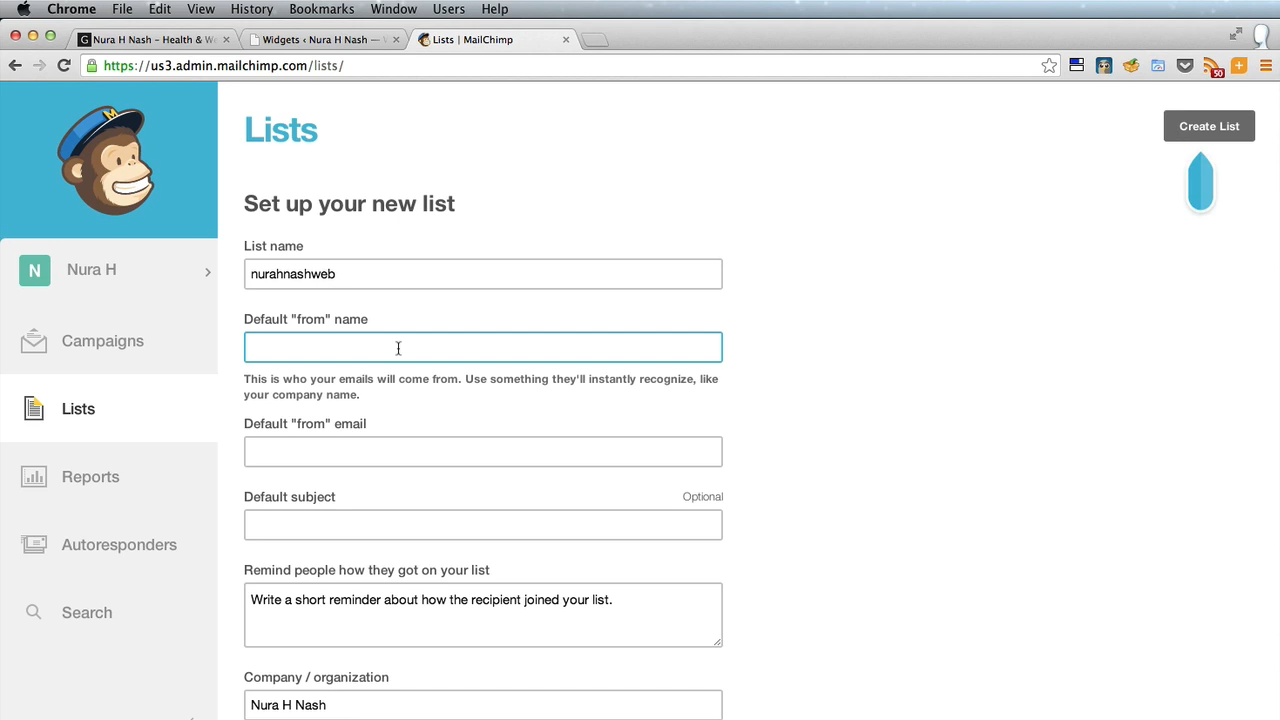 Chrome File Edit View History Bookmarks Window Users Help
Nura H Nash – Health & We Widgets ‹ Nura H Nash — W Lists | MailChimp
https://us3.admin.mailchimp.com/lists/
50
M
Lists
Create List
Set up your new list
List name
nurahnashweb
N Nura H
Default "from" name
Campaigns
This is who your emails will come from. Use something they'll instantly recognize, like
your company name.
Lists
Default "from" email
Reports
Default subject Optional
Autoresponders
Remind people how they got on your list
Write a short reminder about how the recipient joined your list.
Search
Company / organization
Nura H Nash